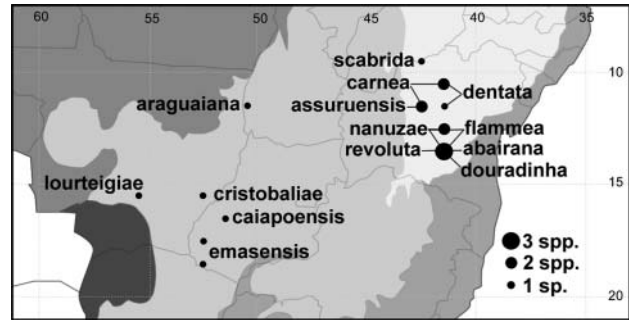 60 55 50 45 40 35
scabrida
10
carnea
dentata
araguaiana assuruensis
nanuzae flammea
revoluta abairana
douradinha
lourteigiae cristobaliae
15
caiapoensis
emasensis
3 spp.
2 spp.
1 sp.
20